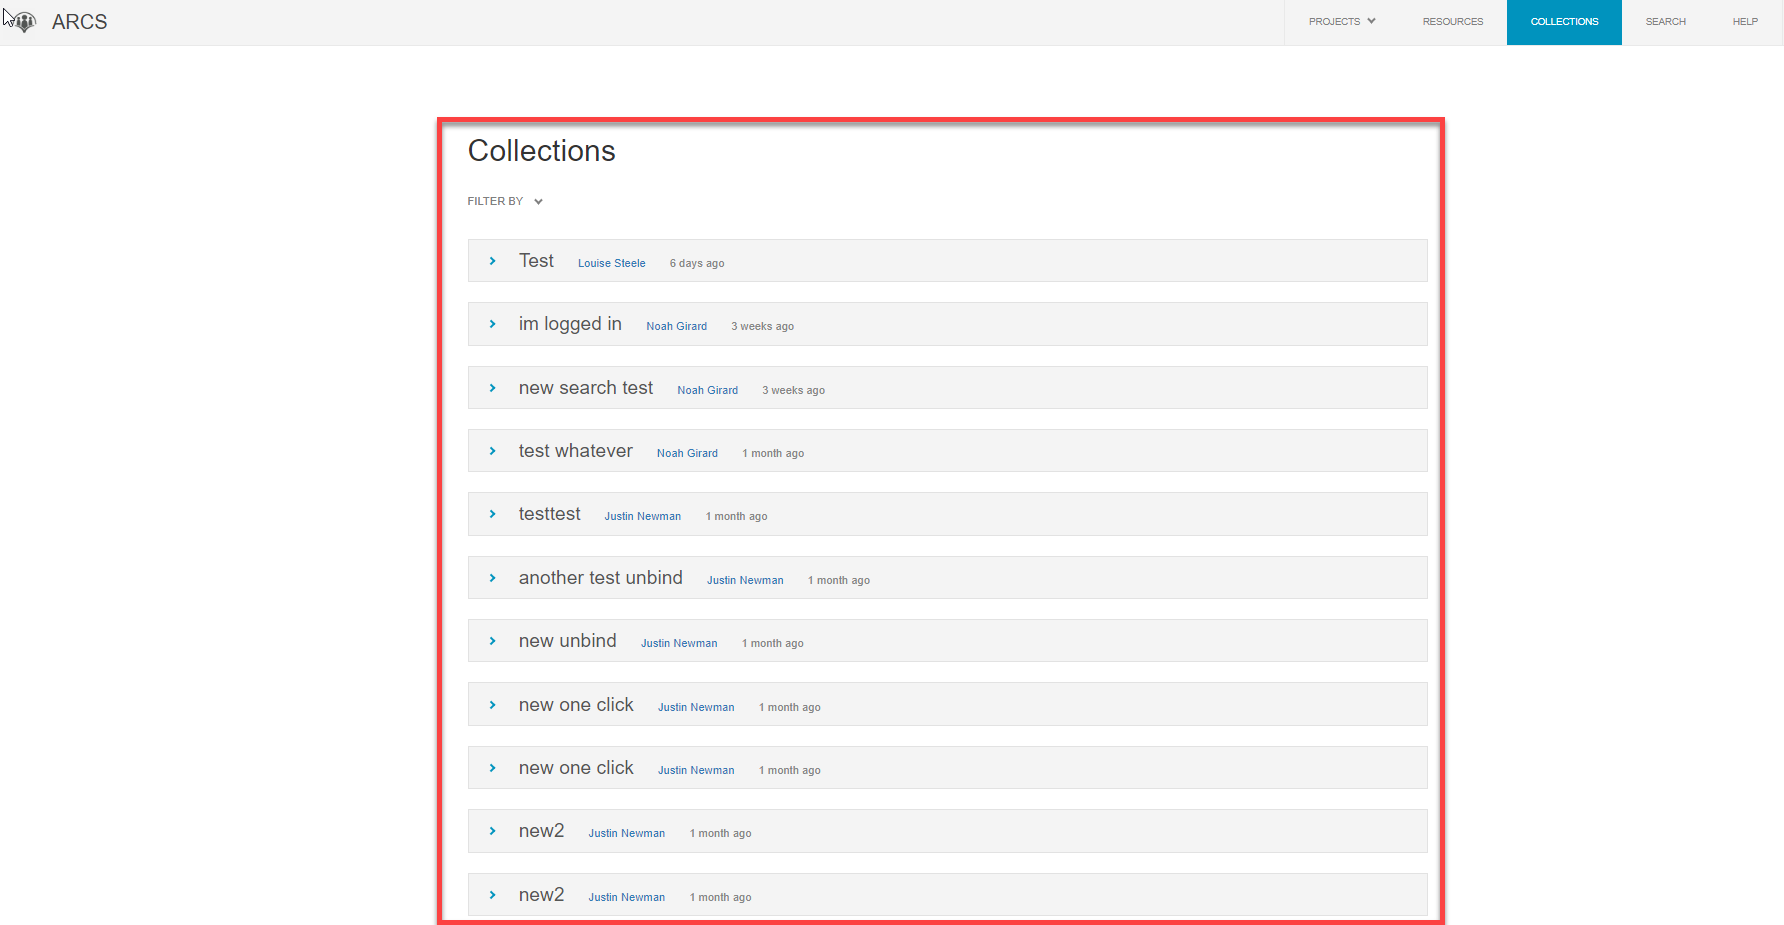 ARCS PROJECTS RESOURCES COLLECTIONS SEARCH HELP
Collections
FILTER BY
Test Louise Steele 6 days ago
im logged in Noah Girard 3 weeks ago
new search test Noah Girard 3 weeks ago
test whatever Noah Girard 1 month ago
testtest Justin Newman 1 month ago
another test unbind Justin Newman 1 month ago
new unbind Justin Newman 1 month ago
new one click Justin Newman 1 month ago
new one click Justin Newman 1 month ago
new2 Justin Newman 1 month ago
new2 Justin Newman 1 month ago